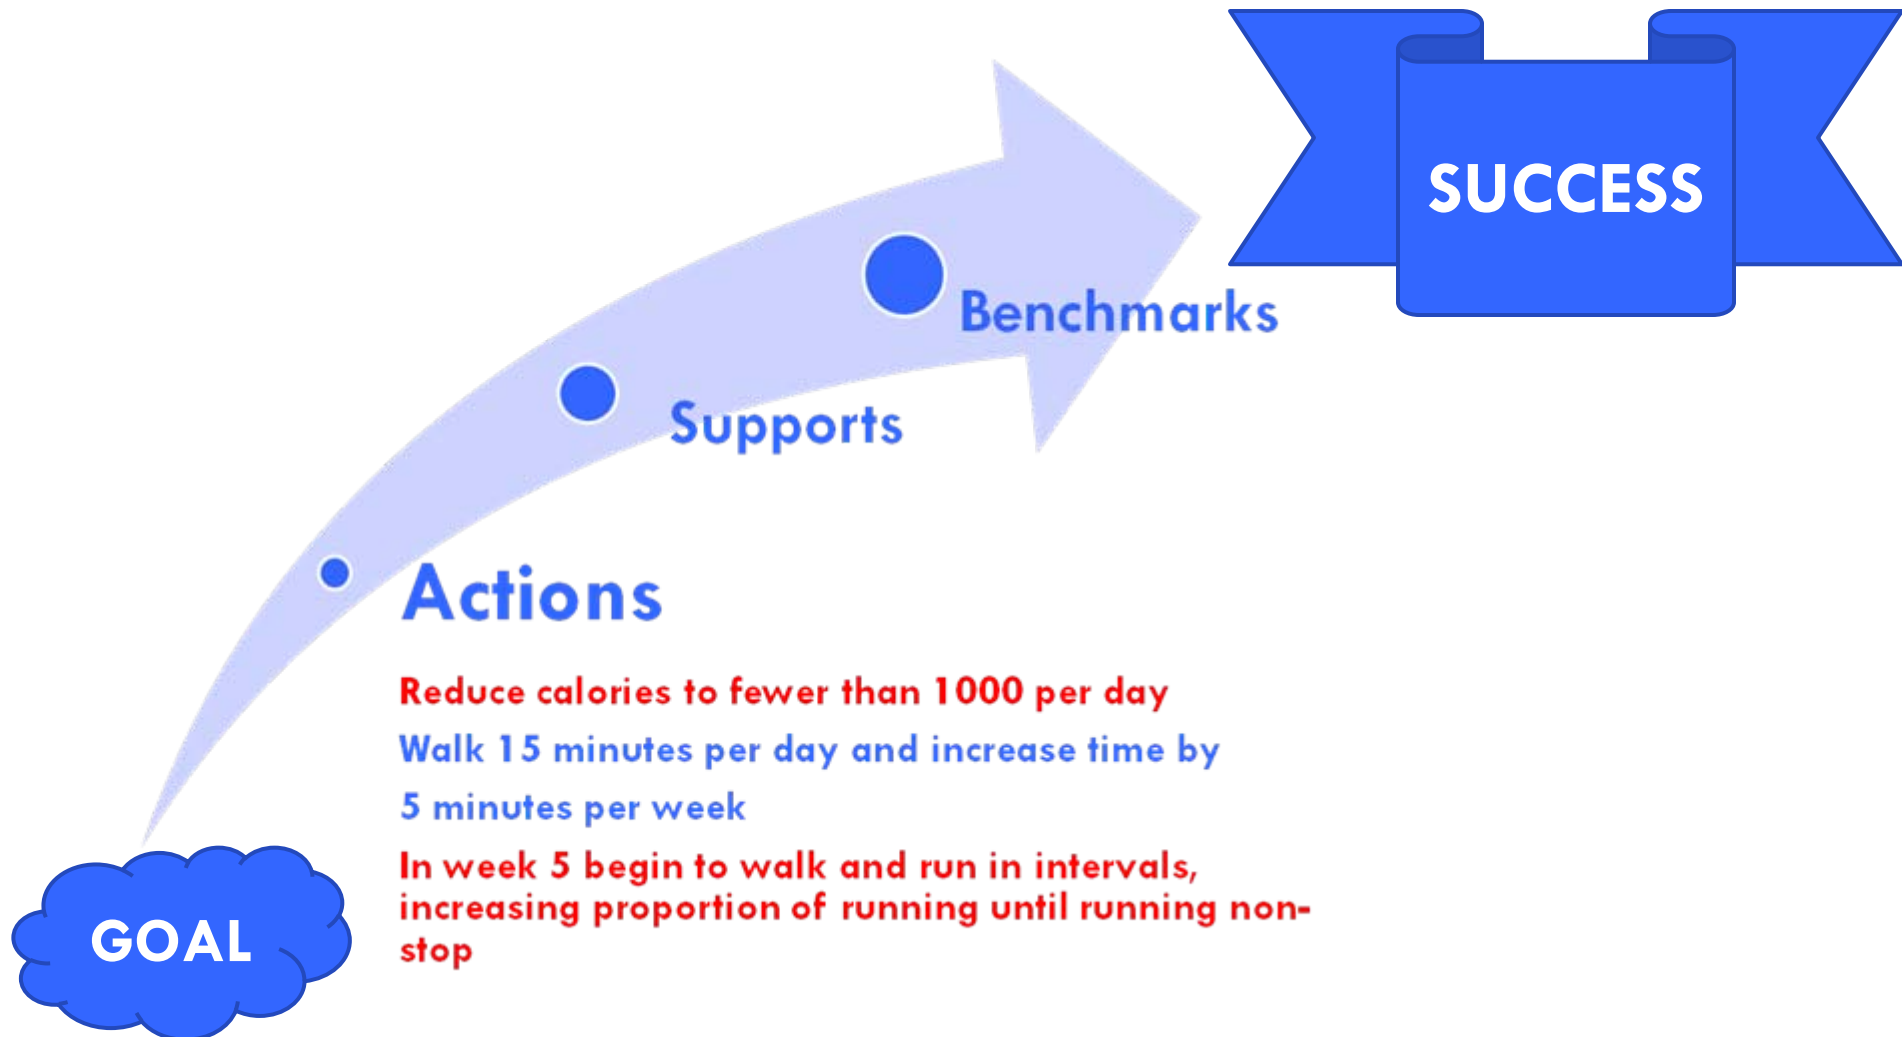 SUCCESS
Benchmarks
Supports
Actions
Reduce calories to fewer than 1000 per day
Walk 15 minutes per day and increase time by
5 minutes per week
In week 5 begin to walk and run in intervals,
increasing proportion of running until running non-
stop
GOAL